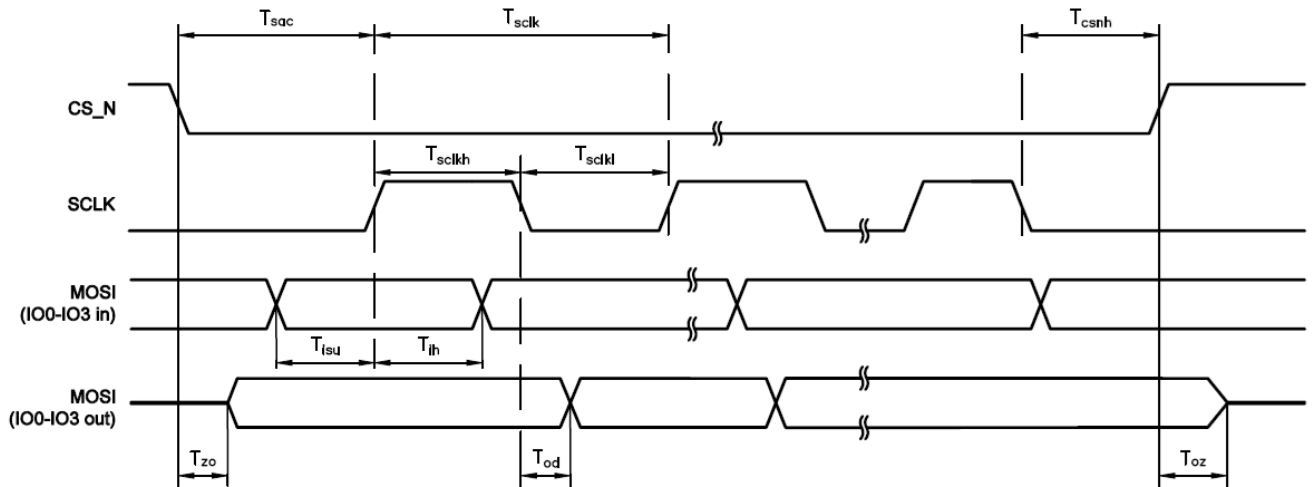 Tsac
Tsclk
Tcsnh
CS_N
Tsclkh
Tsclkl
SCLK
MOSI
(IO0-IO3 in)
Tisu
Tih
MOSI
(IO0-IO3 out)
Tzo
Tod
Toz